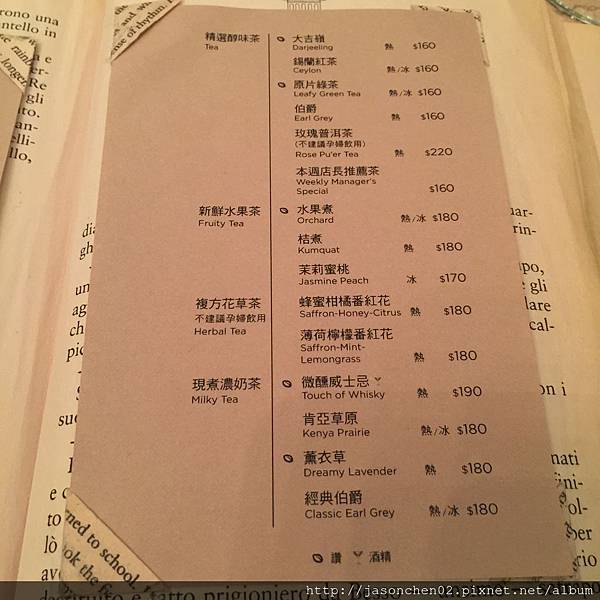 精選醇味茶
Tea
大吉嶺
Darjeeling 熱 $160
錫蘭紅茶
Ceylon 熱/冰 $160
原片綠茶
Leafy Green Tea 熱/冰 $160
伯爵
Earl Grey 熱 $160
玫瑰普洱茶
(不建議孕婦飲用)
Rose Pu'er Tea 熱 $220
本週店長推薦茶
Weekly Manager's
Special $160
新鮮水果茶
Fruity Tea
水果煮
Orchard 熱/冰 $180
桔煮
Kumquat 熱 $180
茉莉蜜桃
Jasmine Peach 冰 $170
複方花草茶
不建議孕婦飲用
Herbal Tea
蜂蜜柑橘番紅花
Saffron-Honey-Citrus 熱 $180
薄荷檸檬番紅花
Saffron-Mint-
Lemongrass 熱 $180
現煮濃奶茶
Milky Tea
微醺威士忌
Touch of Whisky 熱 $190
肯亞草原
Kenya Prairie 熱/冰 $180
薰衣草
Dreamy Lavender 熱 $180
經典伯爵
Classic Earl Grey 熱/冰 $180
讚 酒精
http://jasonchen02.pixnet.net/album